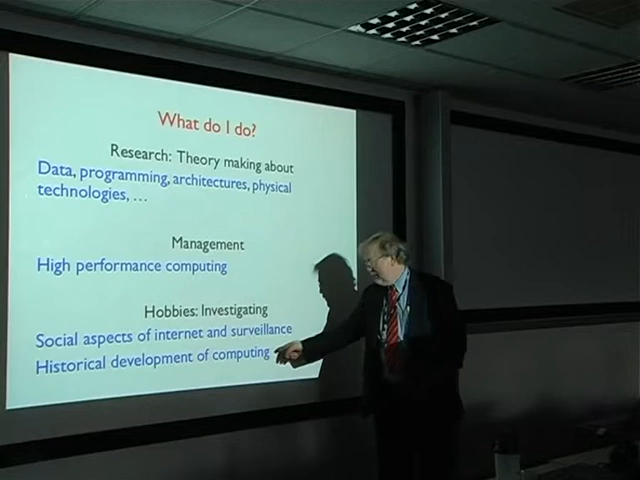 What do I do?
Research: Theory making about
Data, programming, architectures, physical
technologies, ...
Management
High performance computing
Hobbies: Investigating
Social aspects of internet and surveillance
Historical development of computing